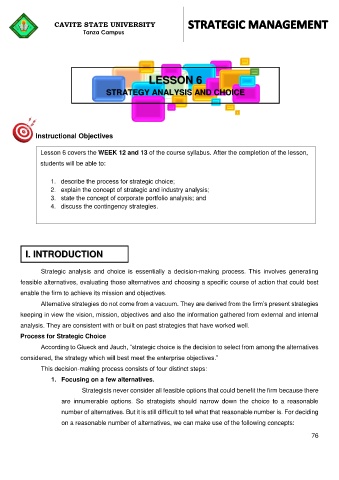 CAVITE STATE UNIVERSITY
Tanza Campus
STRATEGIC MANAGEMENT
LESSON 6
STRATEGY ANALYSIS AND CHOICE
Instructional Objectives
Lesson 6 covers the WEEK 12 and 13 of the course syllabus. After the completion of the lesson,
students will be able to:
1. describe the process for strategic choice;
2. explain the concept of strategic and industry analysis;
3. state the concept of corporate portfolio analysis; and
4. discuss the contingency strategies.
I. INTRODUCTION
Strategic analysis and choice is essentially a decision-making process. This involves generating
feasible alternatives, evaluating those alternatives and choosing a specific course of action that could best
enable the firm to achieve its mission and objectives.
Alternative strategies do not come from a vacuum. They are derived from the firm's present strategies
keeping in view the vision, mission, objectives and also the information gathered from external and internal
analysis. They are consistent with or built on past strategies that have worked well.
Process for Strategic Choice
According to Glueck and Jauch, "strategic choice is the decision to select from among the alternatives
considered, the strategy which will best meet the enterprise objectives."
This decision-making process consists of four distinct steps:
1. Focusing on a few alternatives.
Strategists never consider all feasible options that could benefit the firm because there
are innumerable options. So strategists should narrow down the choice to a reasonable
number of alternatives. But it is still difficult to tell what that reasonable number is. For deciding
on a reasonable number of alternatives, we can make use of the following concepts:
76